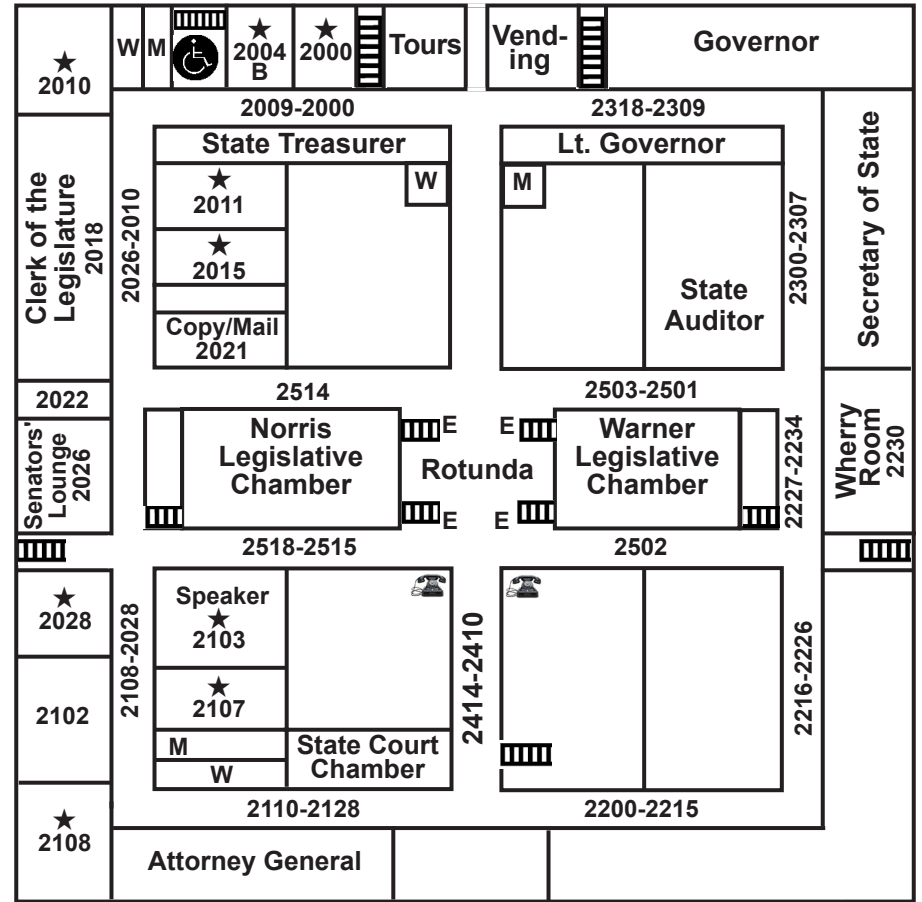 ★
2010
W
M
★
2004
B
★
2000
Tours
Vend-
ing
Governor
2009-2000
2318-2309
Clerk of the
Legislature
2018
2026-2010
State Treasurer
★
2011
W
★
2015
Copy/Mail
2021
Lt. Governor
M
State
Auditor
2300-2307
Secretary of State
2022
2514
2503-2501
Senators'
Lounge
2026
Norris
Legislative
Chamber
E
E
Rotunda
E
E
Warner
Legislative
Chamber
2227-2234
Wherry
Room
2230
2518-2515
2502
★
2028
2102
★
2108
2108-2028
Speaker
★
2103
★
2107
M
W
State Court
Chamber
2414-2410
2216-2226
2110-2128
2200-2215
Attorney General